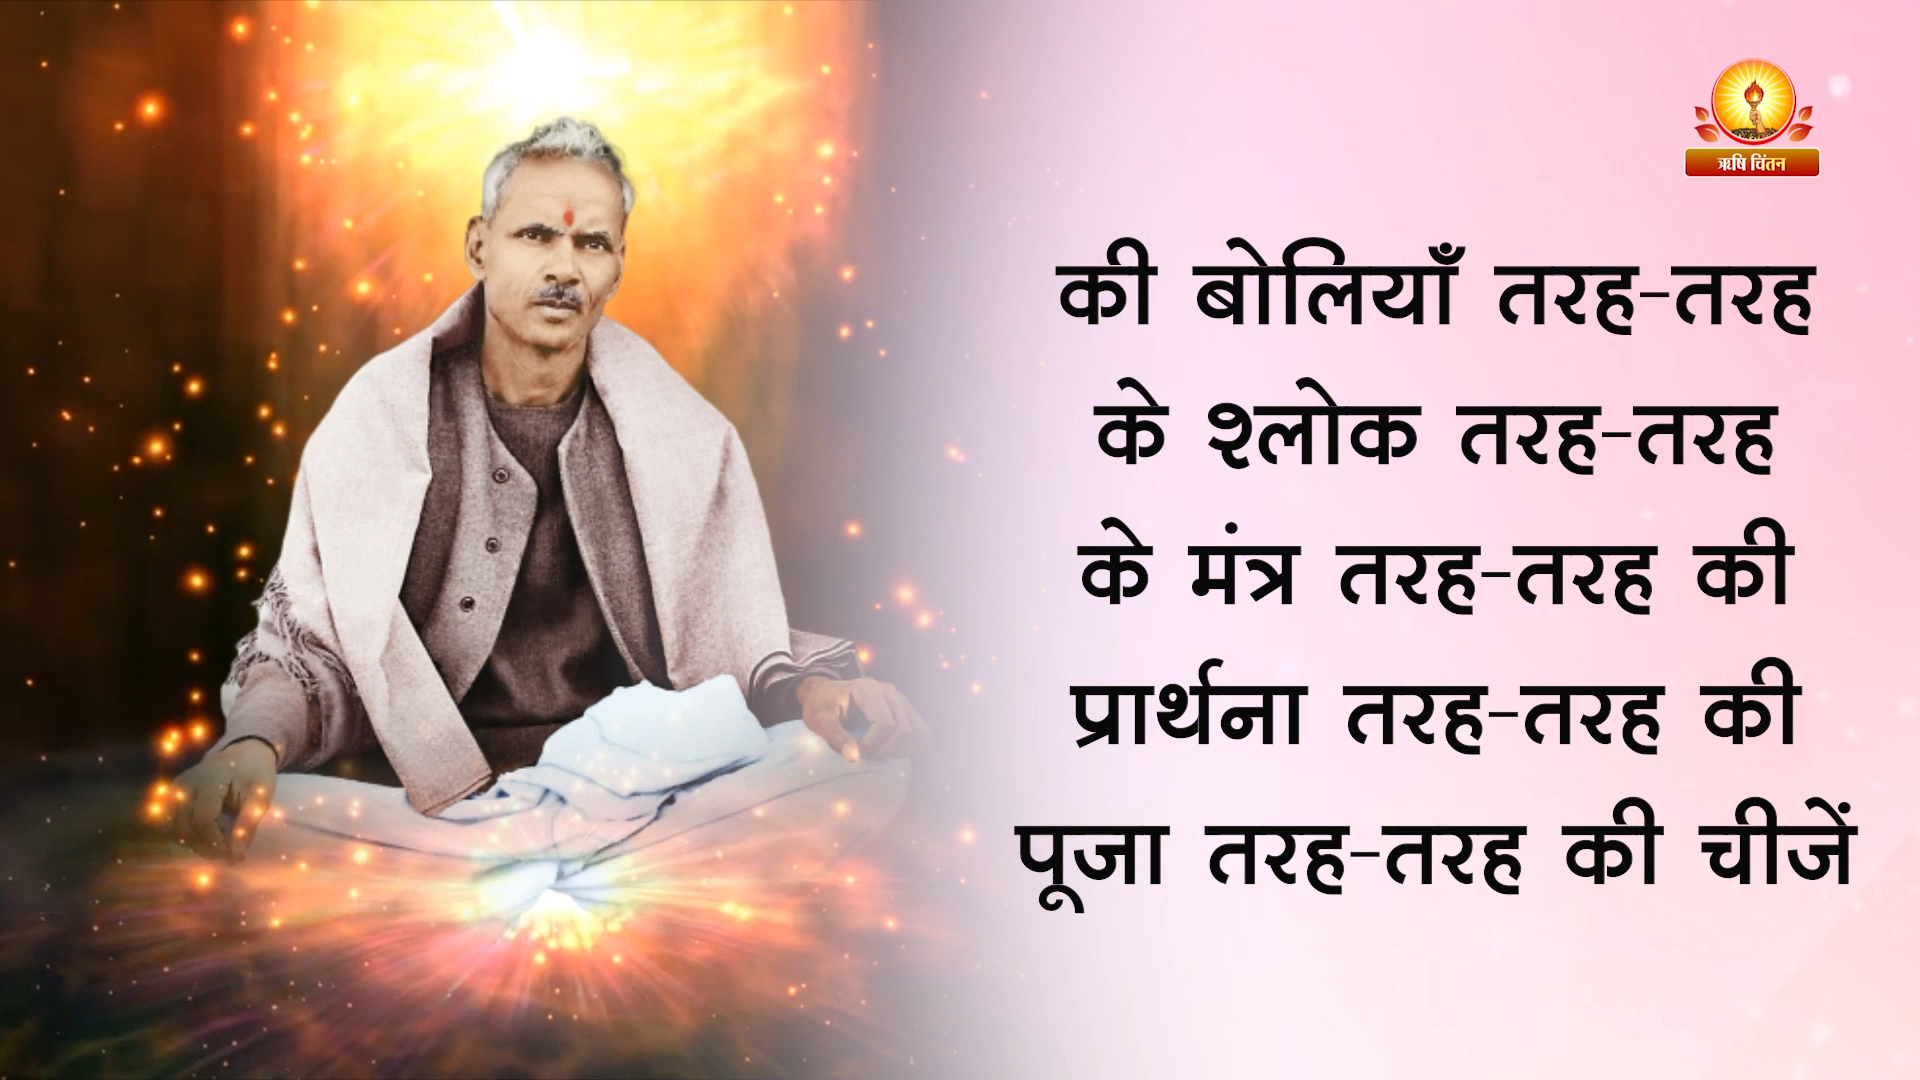 ऋषि चिंतन
की बोलियाँ तरह-तरह
के श्लोक तरह-तरह
के मंत्र तरह-तरह की
प्रार्थना तरह-तरह की
पूजा तरह-तरह की चीजें